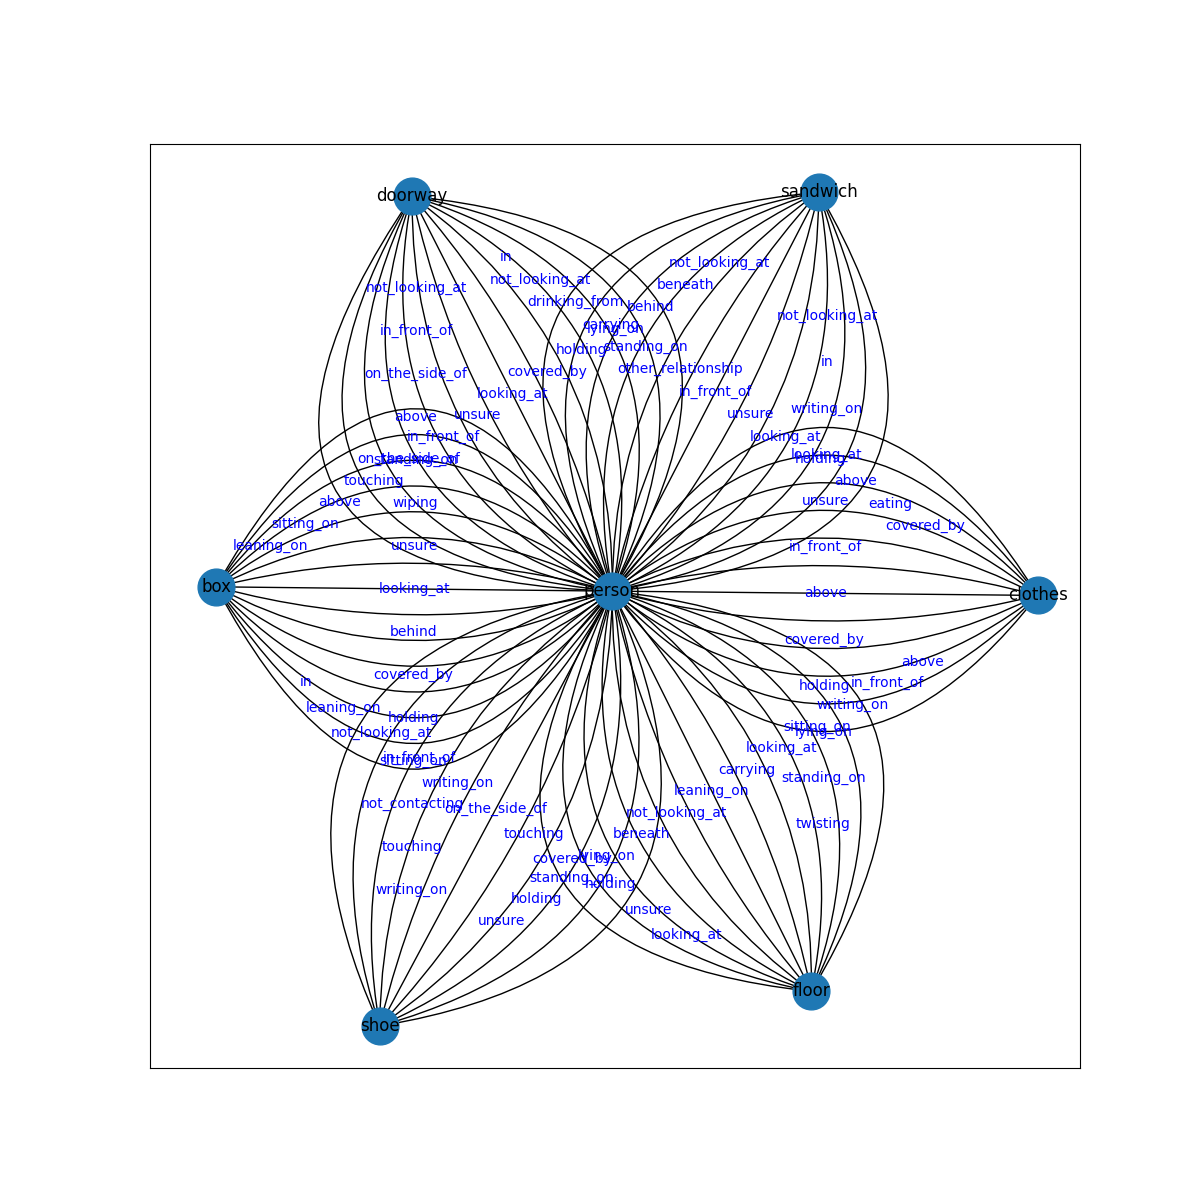 doorway
sandwich
in
not_looking_at
not_looking_at
beneath
not_looking_at
drinking_from
behind
not_looking_at
carrying
lying_on
in_front_of
holding
standing_on
in
on_the_side_of
covered_by
other_relationship
looking_at
in_front_of
writing_on
above
unsure
unsure
in_front_of
looking_at
on_the_side_of
standing_on
looking_at
holding
touching
above
above
wiping
unsure
eating
sitting_on
covered_by
leaning_on
unsure
in_front_of
box
looking_at
person
above
clothes
behind
covered_by
above
covered_by
in
holding
in_front_of
leaning_on
holding
writing_on
not_looking_at
sitting_on
lying_on
in_front_of
sitting_on
looking_at
writing_on
carrying
standing_on
not_contacting
on_the_side_of
leaning_on
not_looking_at
twisting
touching
touching
beneath
covered_by
lying_on
writing_on
standing_on
holding
holding
unsure
unsure
looking_at
floor
shoe